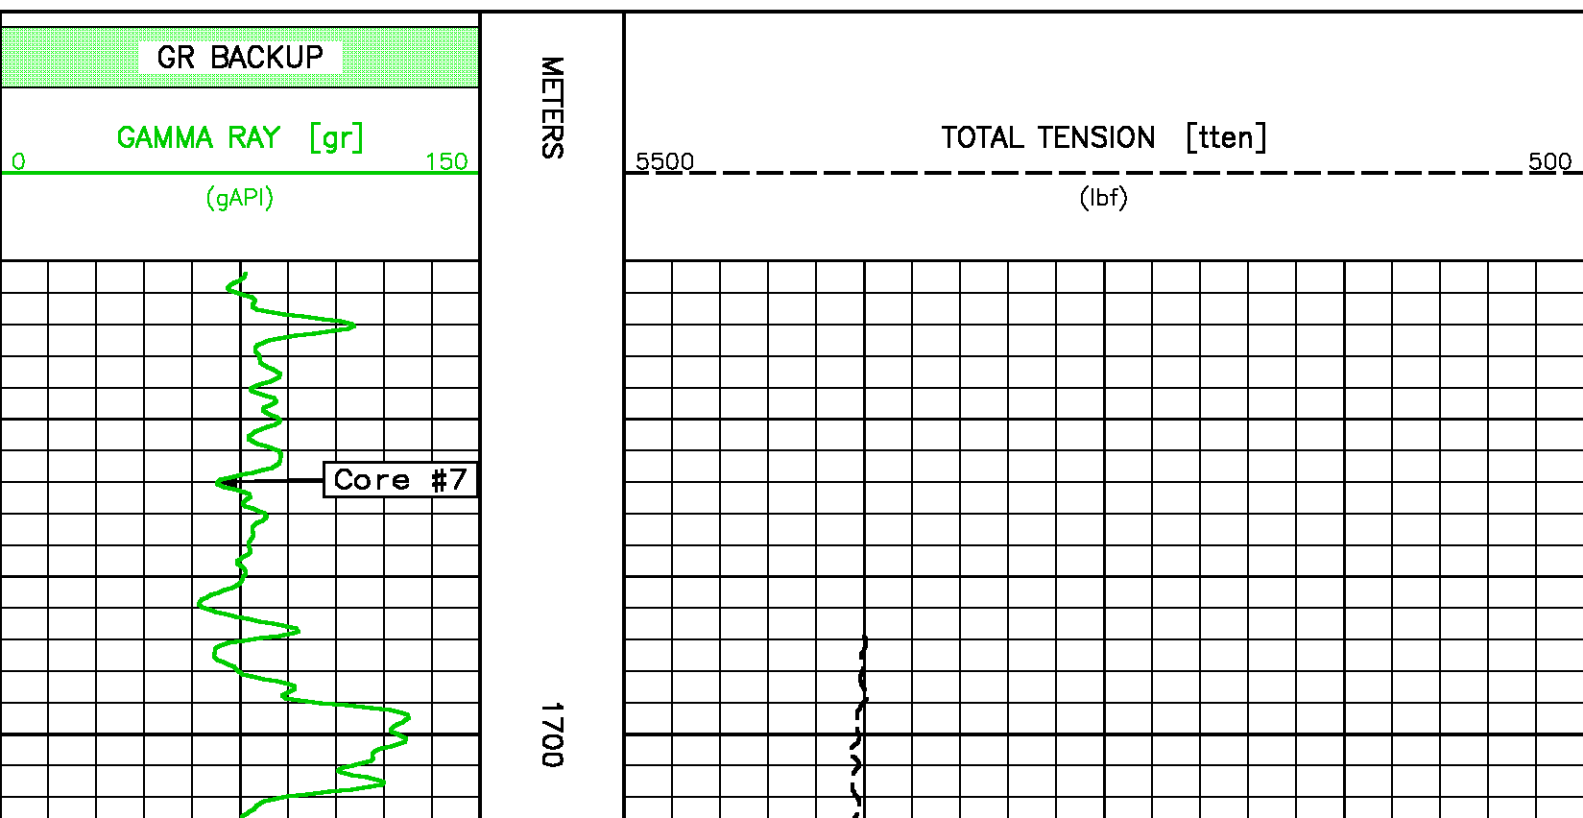 GR BACKUP
GAMMA RAY [gr]
0 150
(gAPI)
METERS
TOTAL TENSION [tten]
5500 500
(lbf)
Core #7
1700